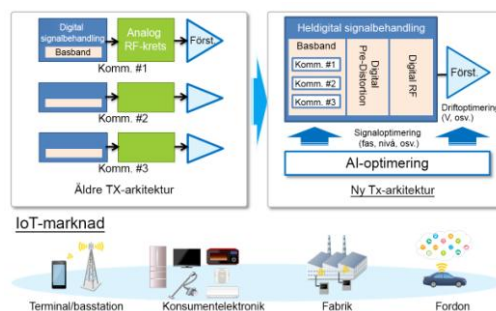 Digital
signalbehandling
Basband
Analog
RF-krets
Först.
Komm. #1
Komm. #2
Komm. #3
Äldre TX-arkitektur
Heldigital signalbehandling
Basband
Komm. #1
Komm. #2
Komm. #3
Digital
Pre-Distortion
Digital RF
Först.
Driftoptimering
(V, osv.)
Signaloptimering
(fas, nivå, osv.)
AI-optimering
Ny Tx-arkitektur
IoT-marknad
Terminal/basstation
Konsumentelektronik
Fabrik
Fordon